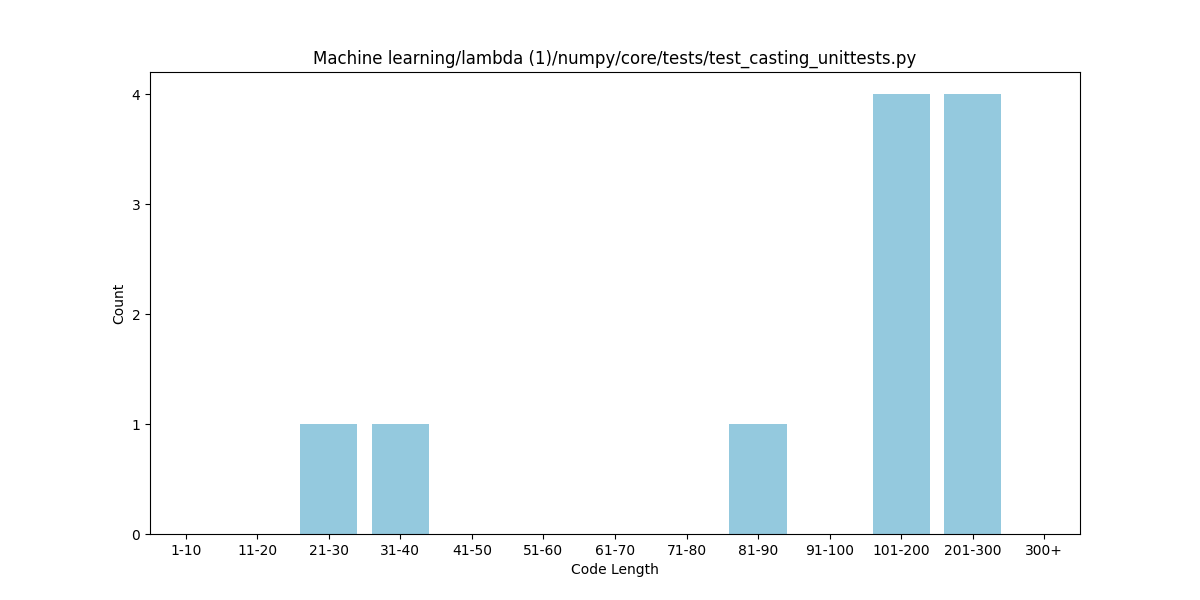 Machine learning/lambda (1)/numpy/core/tests/test_casting_unittests.py
Count
4
3
2
1
0
1-10 11-20 21-30 31-40 41-50 51-60 61-70 71-80 81-90 91-100 101-200 201-300 300+
Code Length